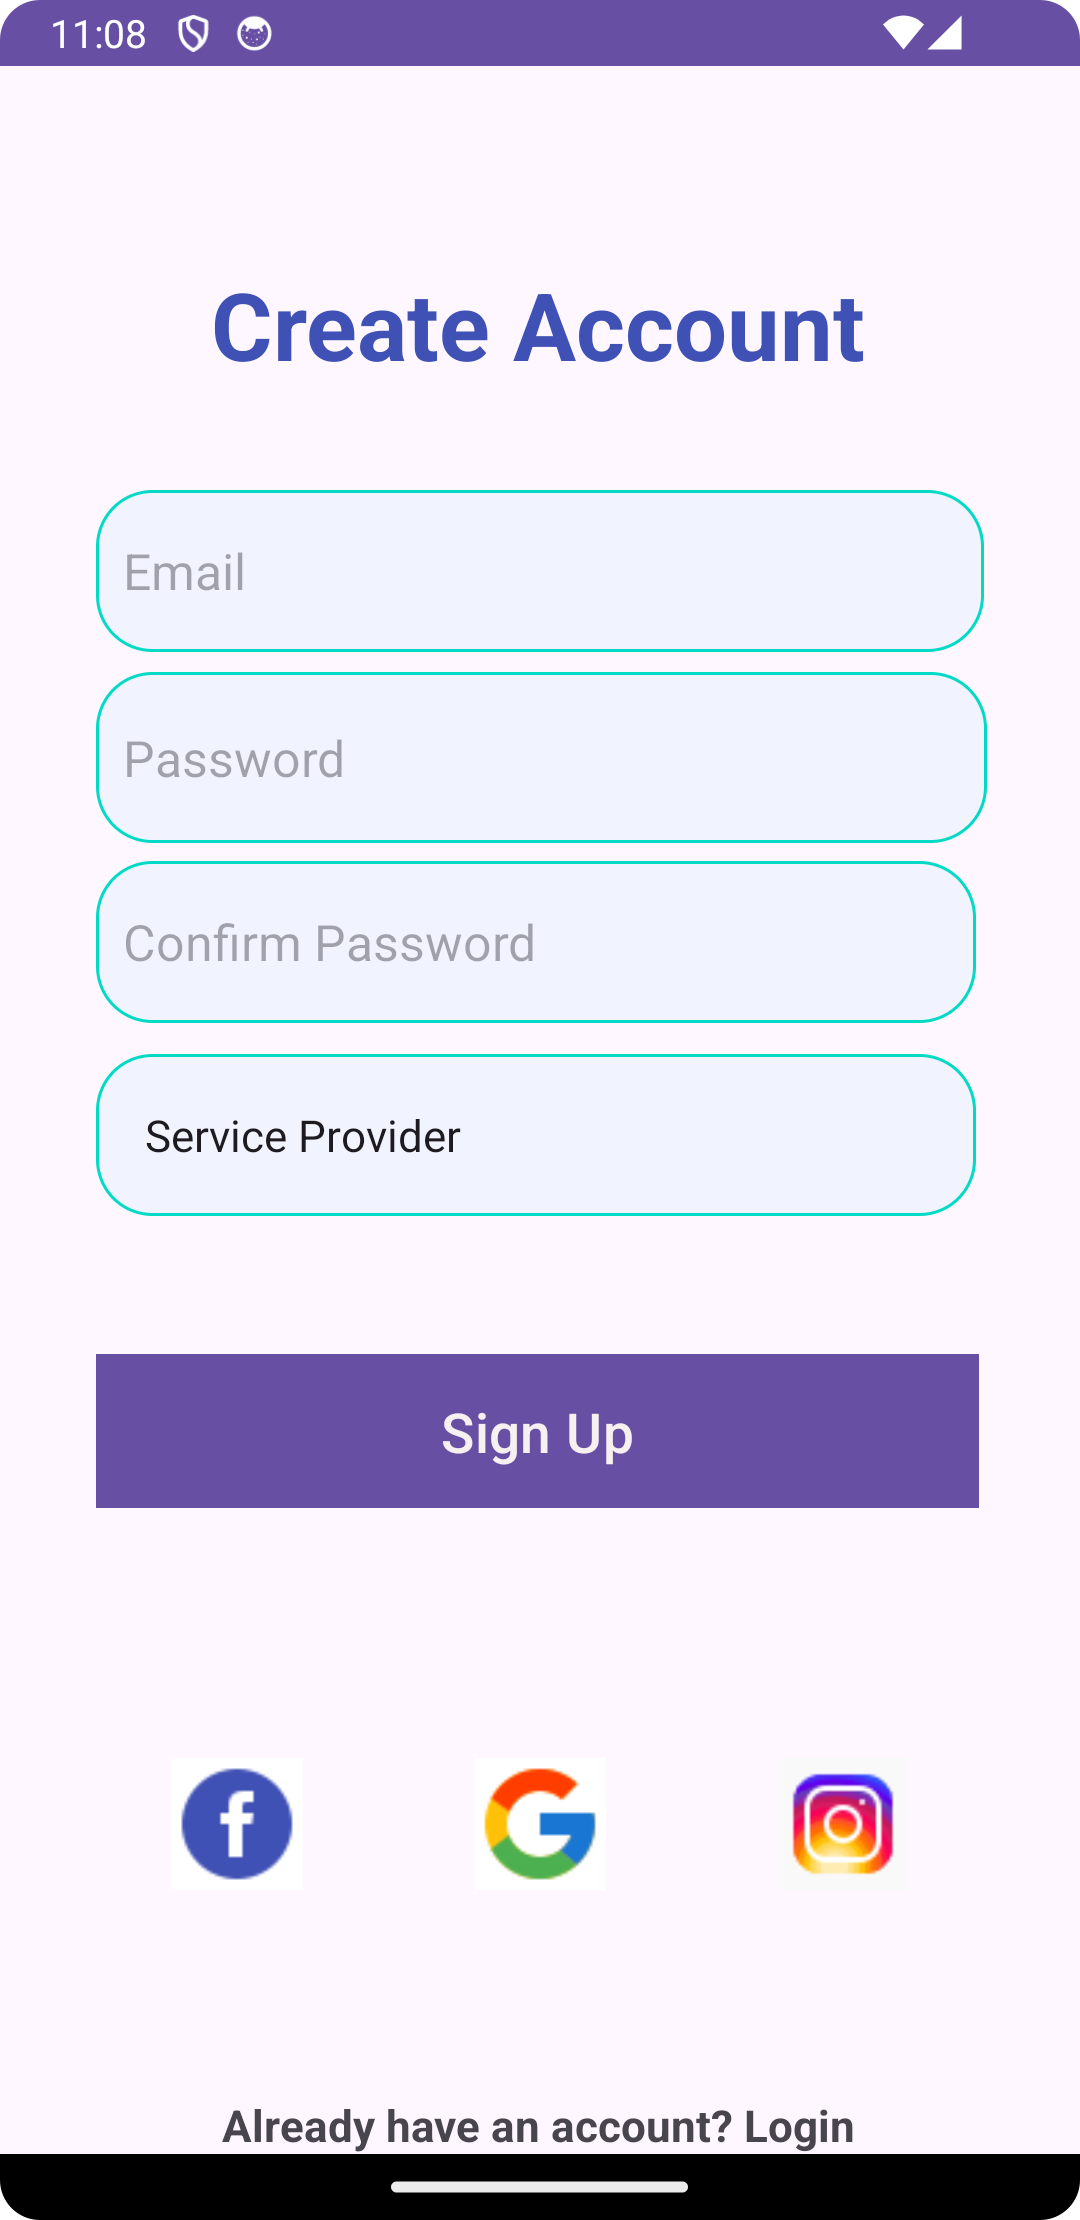 11:08
Create Account
Email
Password
Confirm Password
Service Provider
Sign Up
Already have an account? Login